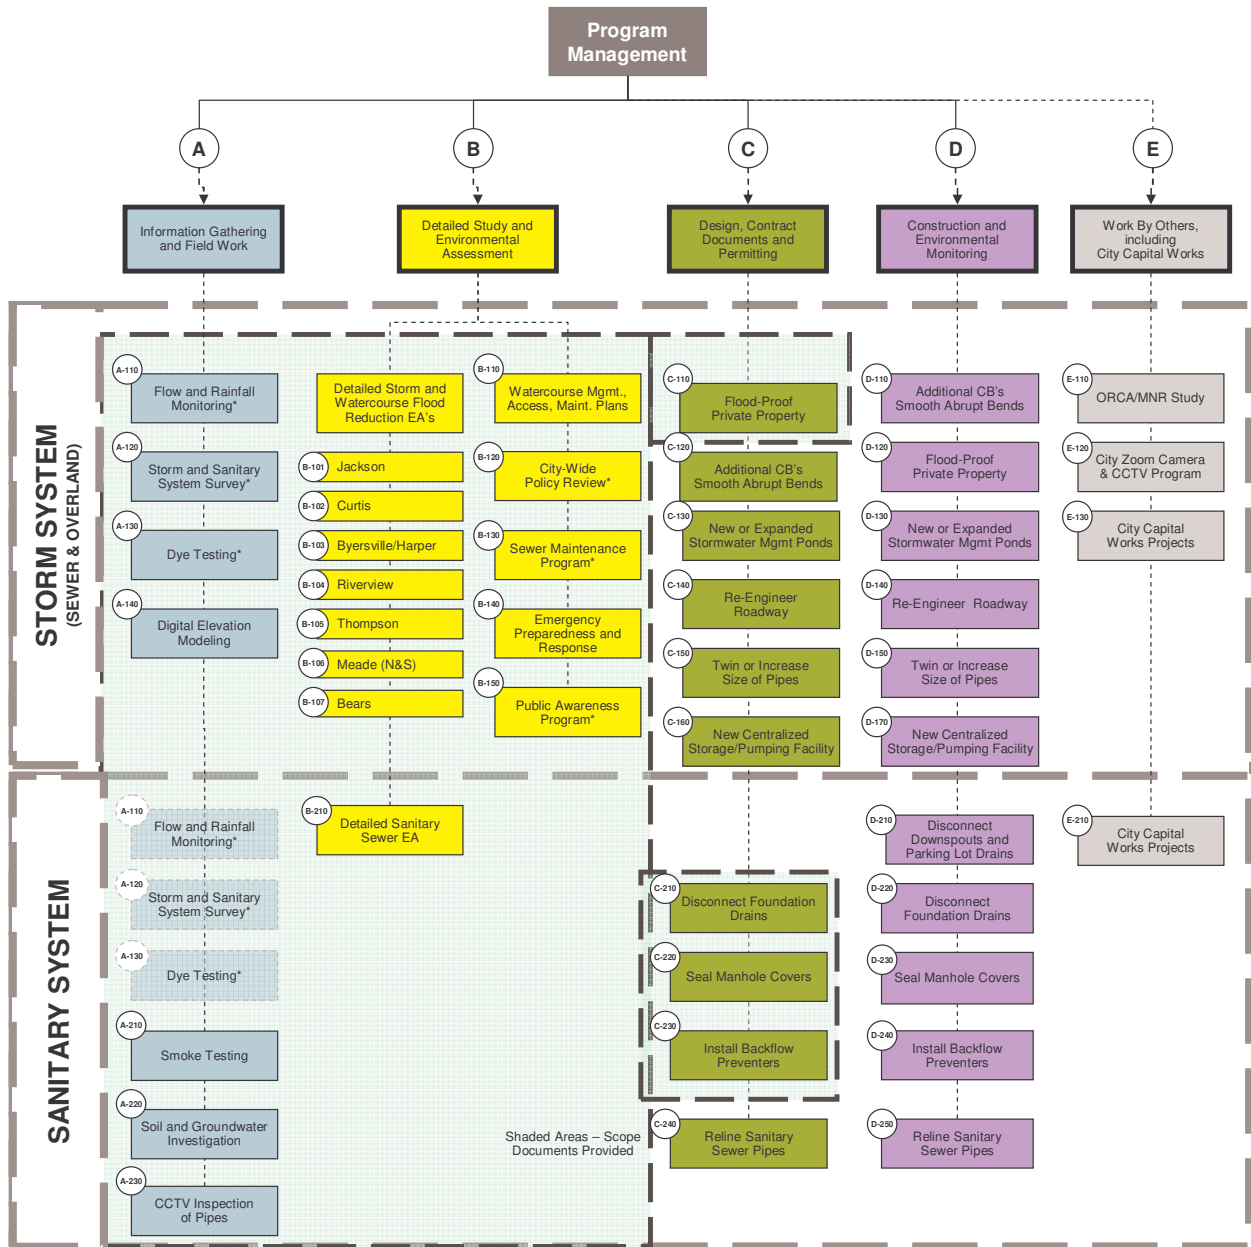 Program
Management
A
B
C
D
E
Information Gathering
and Field Work
Detailed Study and
Environmental
Assessment
Design, Contract
Documents and
Permitting
Construction and
Environmental
Monitoring
Work By Others,
including
City Capital Works
STORM SYSTEM
(SEWER & OVERLAND)
A-110
Flow and Rainfall
Monitoring*
A-120
Storm and Sanitary
System Survey*
A-130
Dye Testing*
A-140
Digital Elevation
Modeling
Detailed Storm and
Watercourse Flood
Reduction EA's
B-101
Jackson
B-102
Curtis
B-103
Byersville/Harper
B-104
Riverview
B-105
Thompson
B-106
Meade (N&S)
B-107
Bears
B-110
Watercourse Mgmt.,
Access, Maint. Plans
B-120
City-Wide
Policy Review*
B-130
Sewer Maintenance
Program*
B-140
Emergency
Preparedness and
Response
B-150
Public Awareness
Program*
C-110
Flood-Proof
Private Property
C-120
Additional CB's
Smooth Abrupt Bends
C-130
New or Expanded
Stormwater Mgmt Ponds
C-140
Re-Engineer
Roadway
C-150
Twin or Increase
Size of Pipes
C-160
New Centralized
Storage/Pumping Facility
D-110
Additional CB's
Smooth Abrupt Bends
D-120
Flood-Proof
Private Property
D-130
New or Expanded
Stormwater Mgmt Ponds
D-140
Re-Engineer Roadway
D-150
Twin or Increase
Size of Pipes
D-170
New Centralized
Storage/Pumping Facility
E-110
ORCA/MNR Study
E-120
City Zoom Camera
& CCTV Program
E-130
City Capital
Works Projects
SANITARY SYSTEM
A-110
Flow and Rainfall
Monitoring*
A-120
Storm and Sanitary
System Survey*
A-130
Dye Testing*
A-210
Smoke Testing
A-220
Soil and Groundwater
Investigation
A-230
CCTV Inspection
of Pipes
B-210
Detailed Sanitary
Sewer EA
Shaded Areas – Scope
Documents Provided
C-210
Disconnect Foundation
Drains
C-220
Seal Manhole Covers
C-230
Install Backflow
Preventers
C-240
Reline Sanitary
Sewer Pipes
D-210
Disconnect
Downspouts and
Parking Lot Drains
D-220
Disconnect
Foundation Drains
D-230
Seal Manhole Covers
D-240
Install Backflow
Preventers
D-250
Reline Sanitary
Sewer Pipes
E-210
City Capital
Works Projects